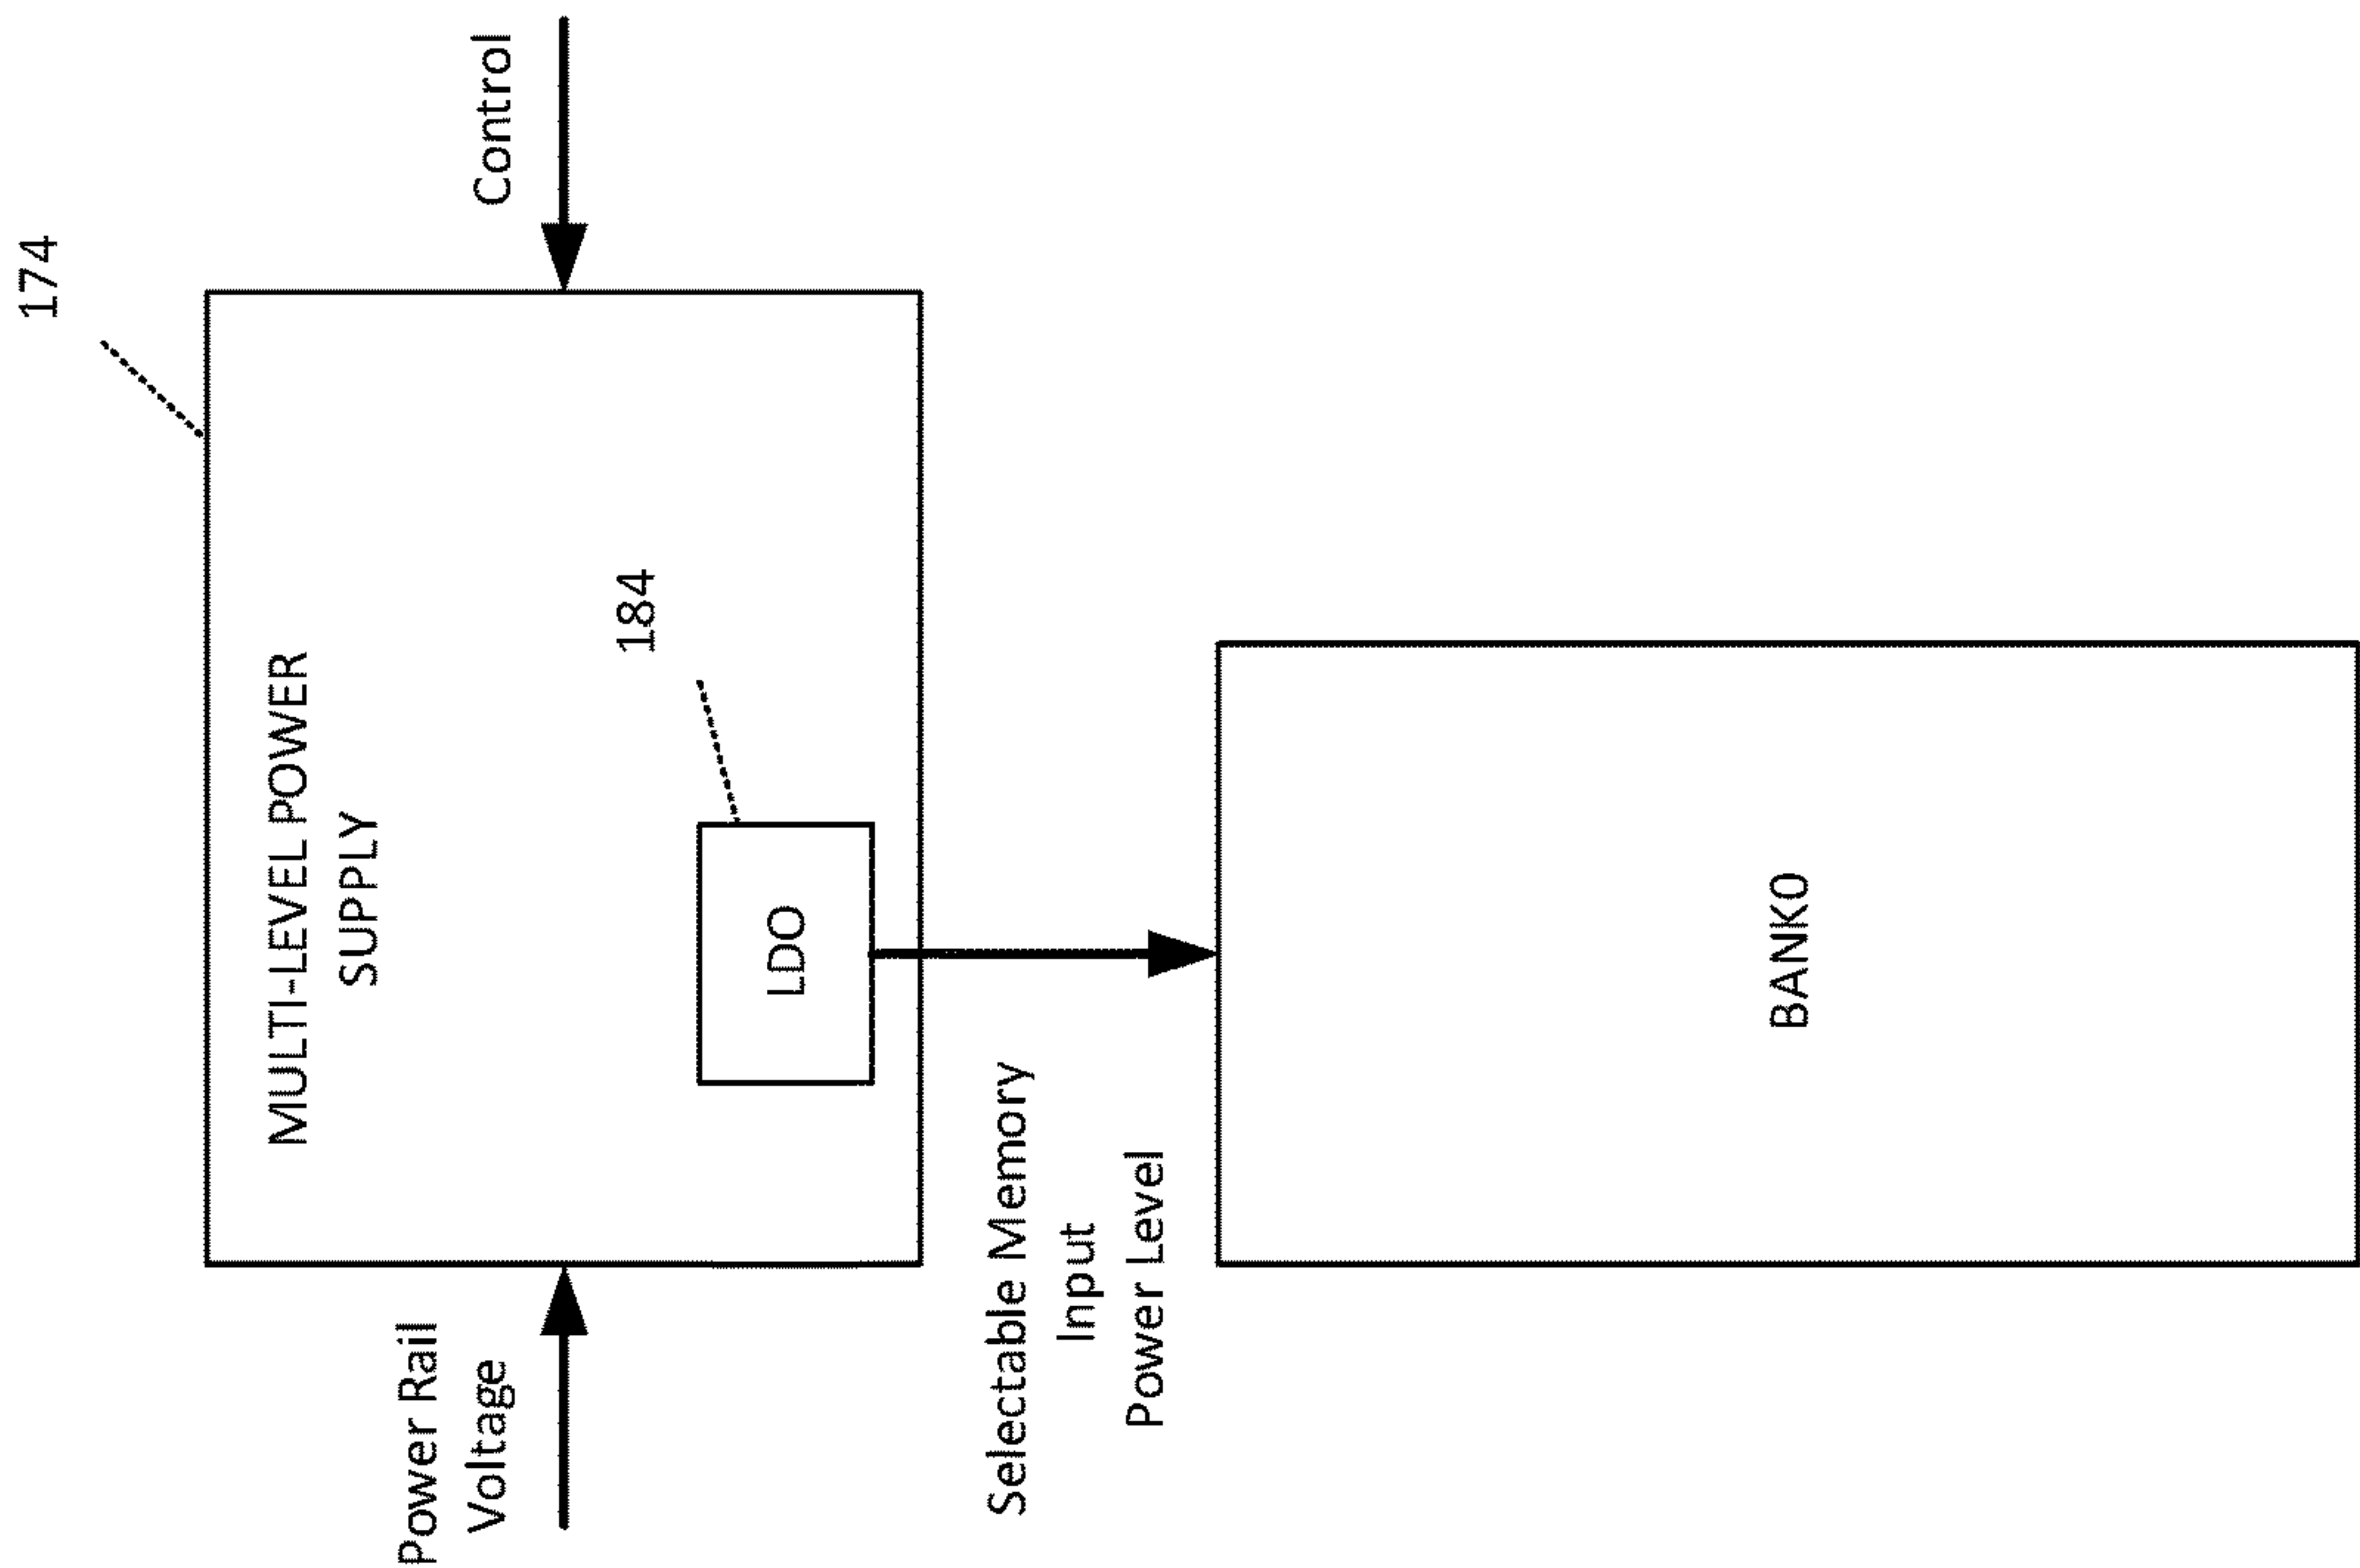 174
MULTI-LEVEL POWER
SUPPLY
Power Rail
Voltage
Control
184
LDO
Selectable Memory
Input
Power Level
BANK0